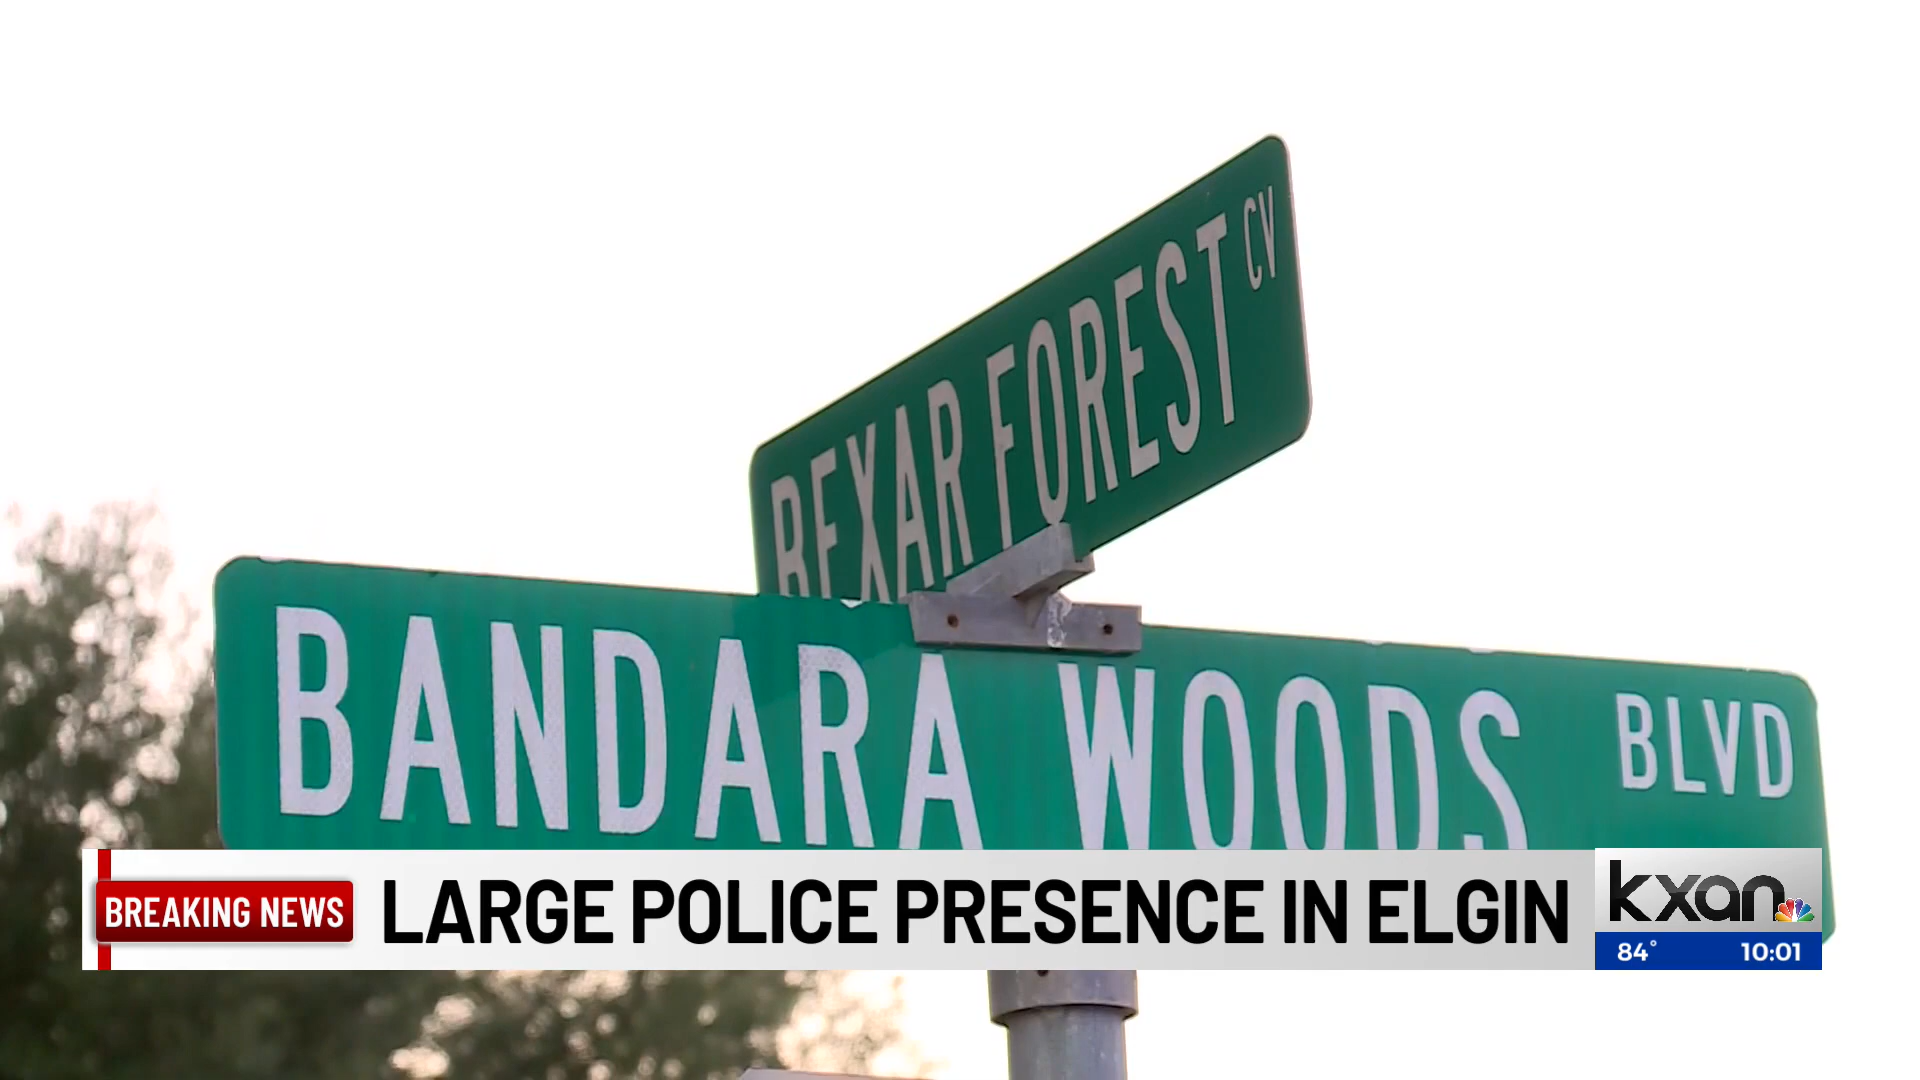 BEXAR FOREST CV
BANDARA WOODS BLVD
BREAKING NEWS
LARGE POLICE PRESENCE IN ELGIN
kxan
84° 10:01